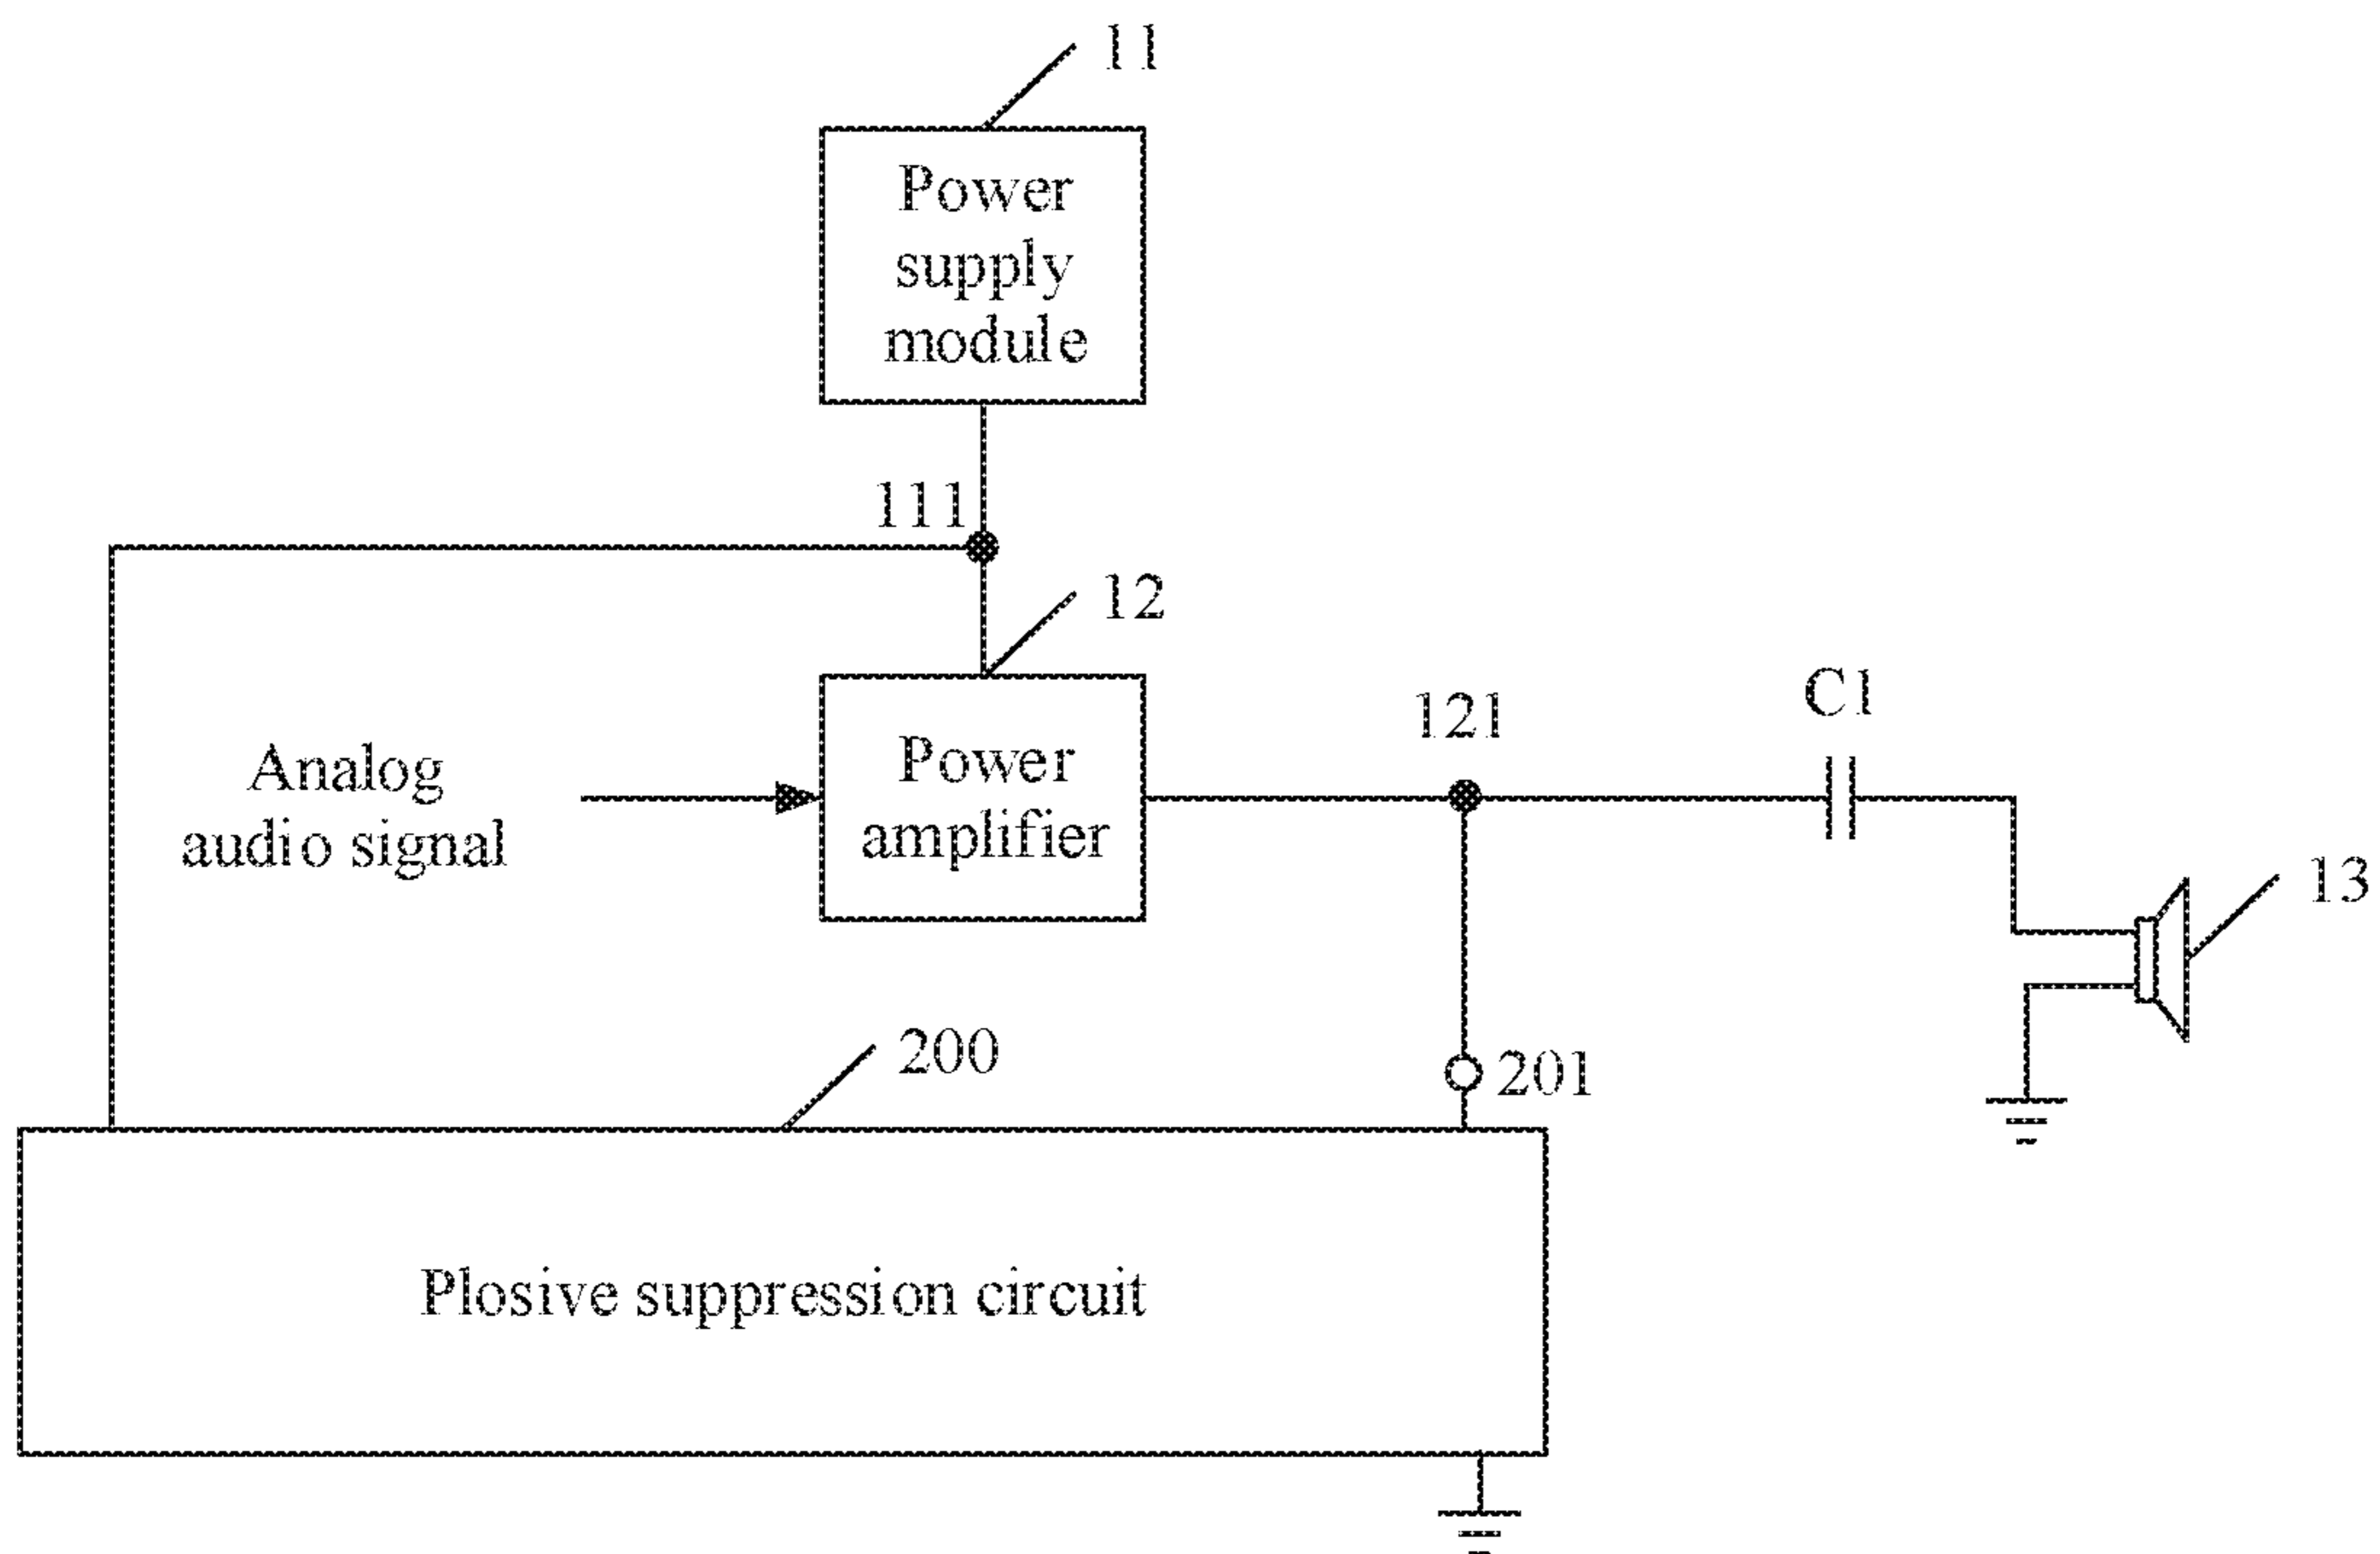 11
Power
supply
module
111
12
Power
amplifier
Analog
audio signal
121
C1
13
200
201
Plosive suppression circuit